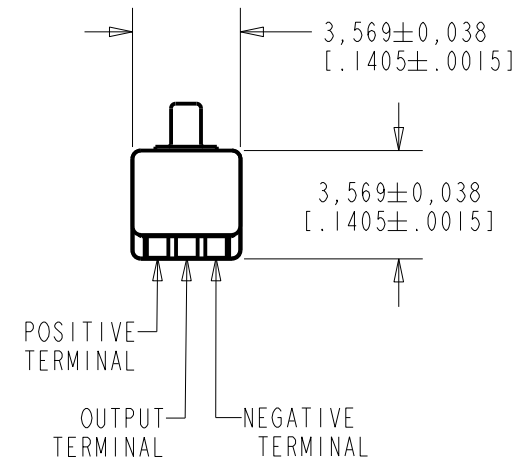 3,569±0,038
[.1405±.0015]
3,569±0,038
[.1405±.0015]
POSITIVE
TERMINAL
OUTPUT
TERMINAL
NEGATIVE
TERMINAL